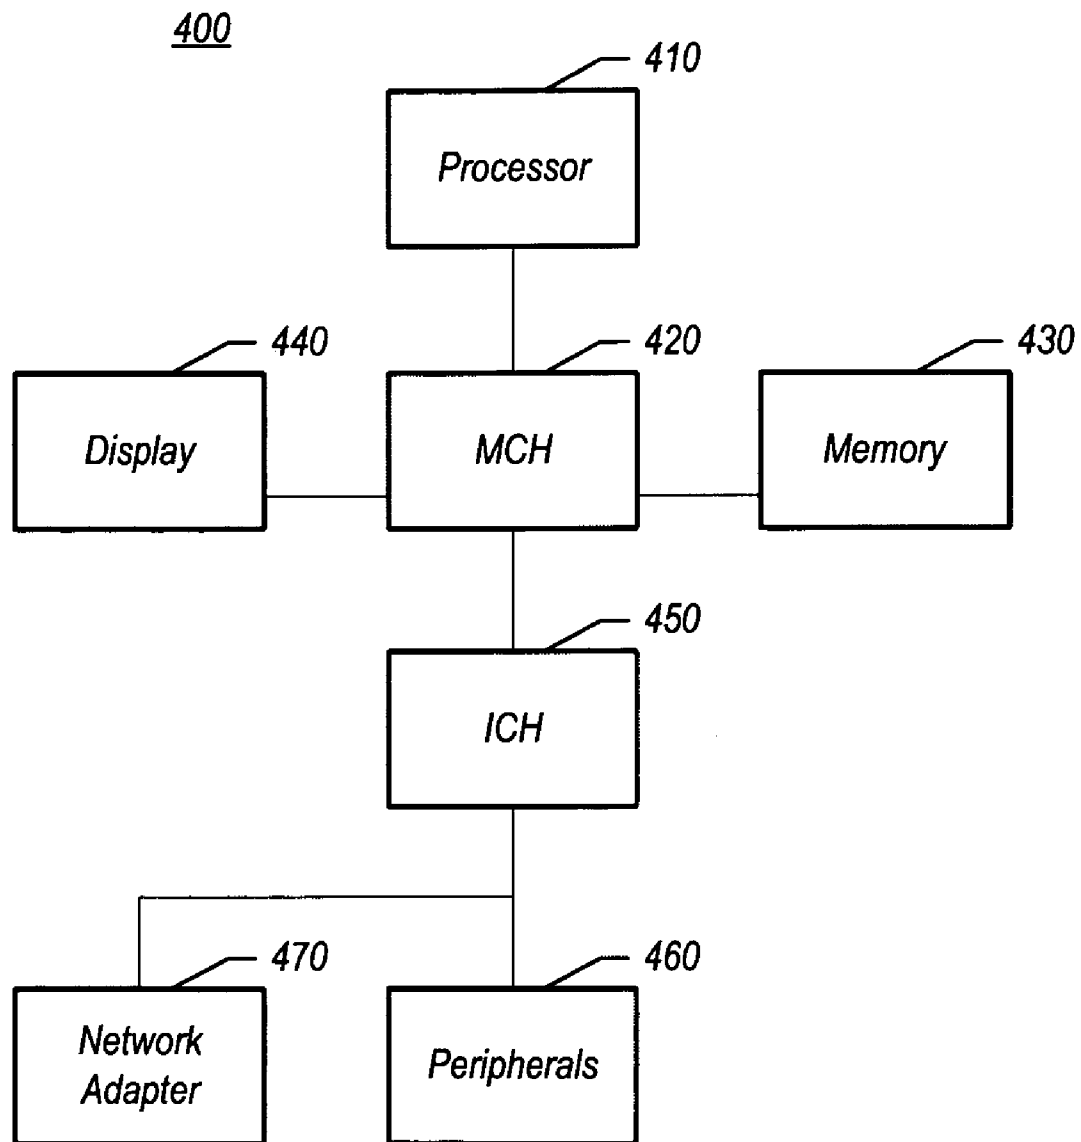 400
410
Processor
440
420
430
Display
MCH
Memory
450
ICH
470
460
Network
Adapter
Peripherals